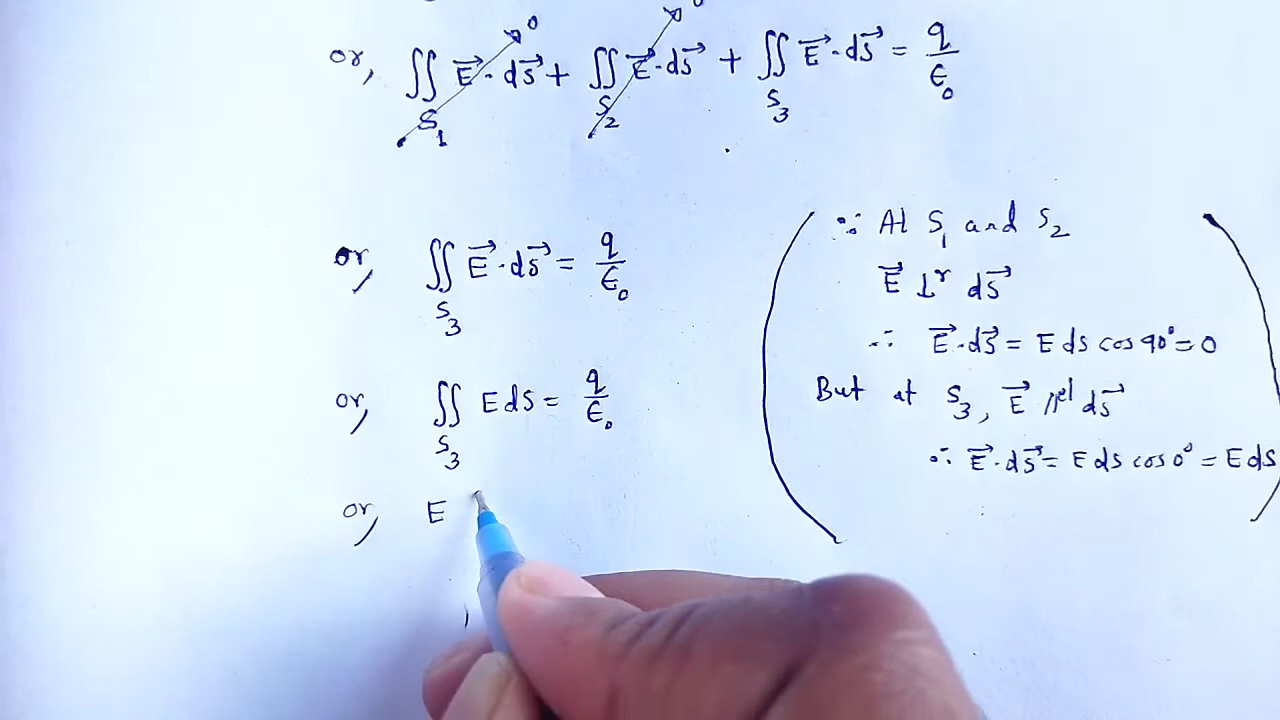 or, ∬S₁ E⃗·ds⃗ →0 + ∬S₂ E⃗·ds⃗ →0 + ∬S₃ E⃗·ds⃗ = q/ϵ₀
or, ∬S₃ E⃗·ds⃗ = q/ϵ₀
or, ∬S₃ E ds = q/ϵ₀
or, E
∵ At S₁ and S₂
E⃗ ⊥ʳ ds⃗
∴ E⃗·ds⃗ = E ds cos 90° = 0
But at S₃, E⃗ ∥ᵉˡ ds⃗
∴ E⃗·ds⃗ = E ds cos 0° = E ds